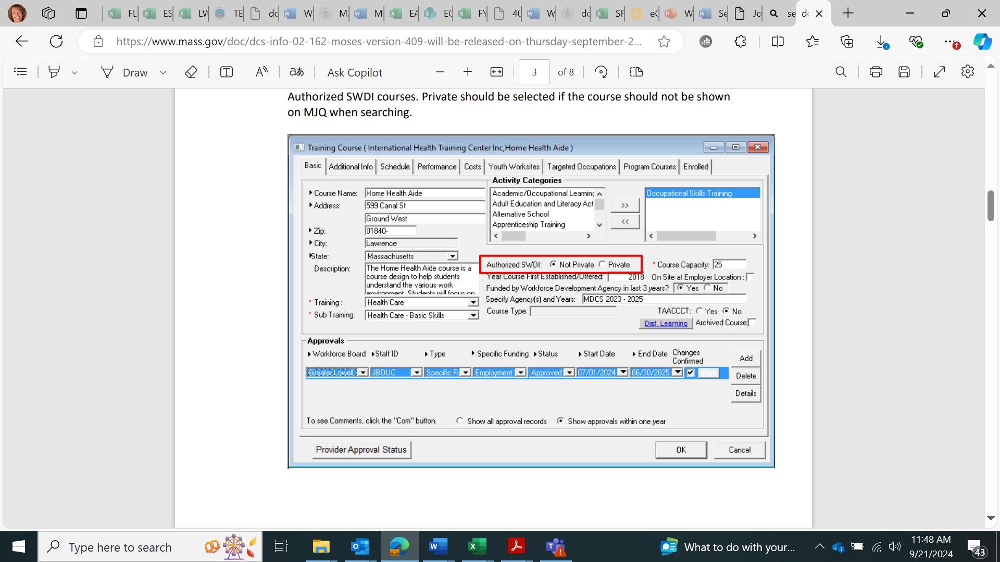 FL
ES
LW
TE
do
W
M
M
EA
EC
FY
40
W
do
SF
eC
W
Se
Jo
se
do
https://www.mass.gov/doc/dcs-info-02-162-moses-version-409-will-be-released-on-thursday-september-2...
Draw
Ask Copilot
3 of 8
Authorized SWDI courses. Private should be selected if the course should not be shown
on MJQ when searching.
Training Course ( International Health Training Center Inc,Home Health Aide )
Basic Additional Info Schedule Performance Costs Youth Worksites Targeted Occupations Program Courses Enrolled
Course Name: Home Health Aide
Address: 599 Canal St
Ground West
Zip: 01840-
City: Lawrence
State: Massachusetts
Description: The Home Health Aide course is a
course design to help students
understand the various work
environment. Students will focus on
* Training : Health Care
* Sub Training: Health Care - Basic Skills
Activity Categories
Academic/Occupational Learning
Adult Education and Literacy Act
Alternative School
Apprenticeship Training
>>
<<
Occupational Skills Training
Authorized SWDI: Not Private Private
* Course Capacity: 25
Year Course First Established/Offered: 2018
On Site at Employer Location :
Funded by Workforce Development Agency in last 3 years? Yes No
Specify Agency(s) and Years: MDCS 2023 - 2025
Course Type:
TAACCCT: Yes No
Dist. Learning
Archived Course:
Approvals
Workforce Board Staff ID Type Specific Funding Status Start Date End Date Changes
Confirmed
Greater Lowell JBOUC Specific Fu Employment Approved 07/01/2024 06/30/2025 Com
Add
Delete
Details
To see Comments, click the "Com" button.
Show all approval records
Show approvals within one year
Provider Approval Status
OK
Cancel
Type here to search
What to do with your...
11:48 AM
9/21/2024
43